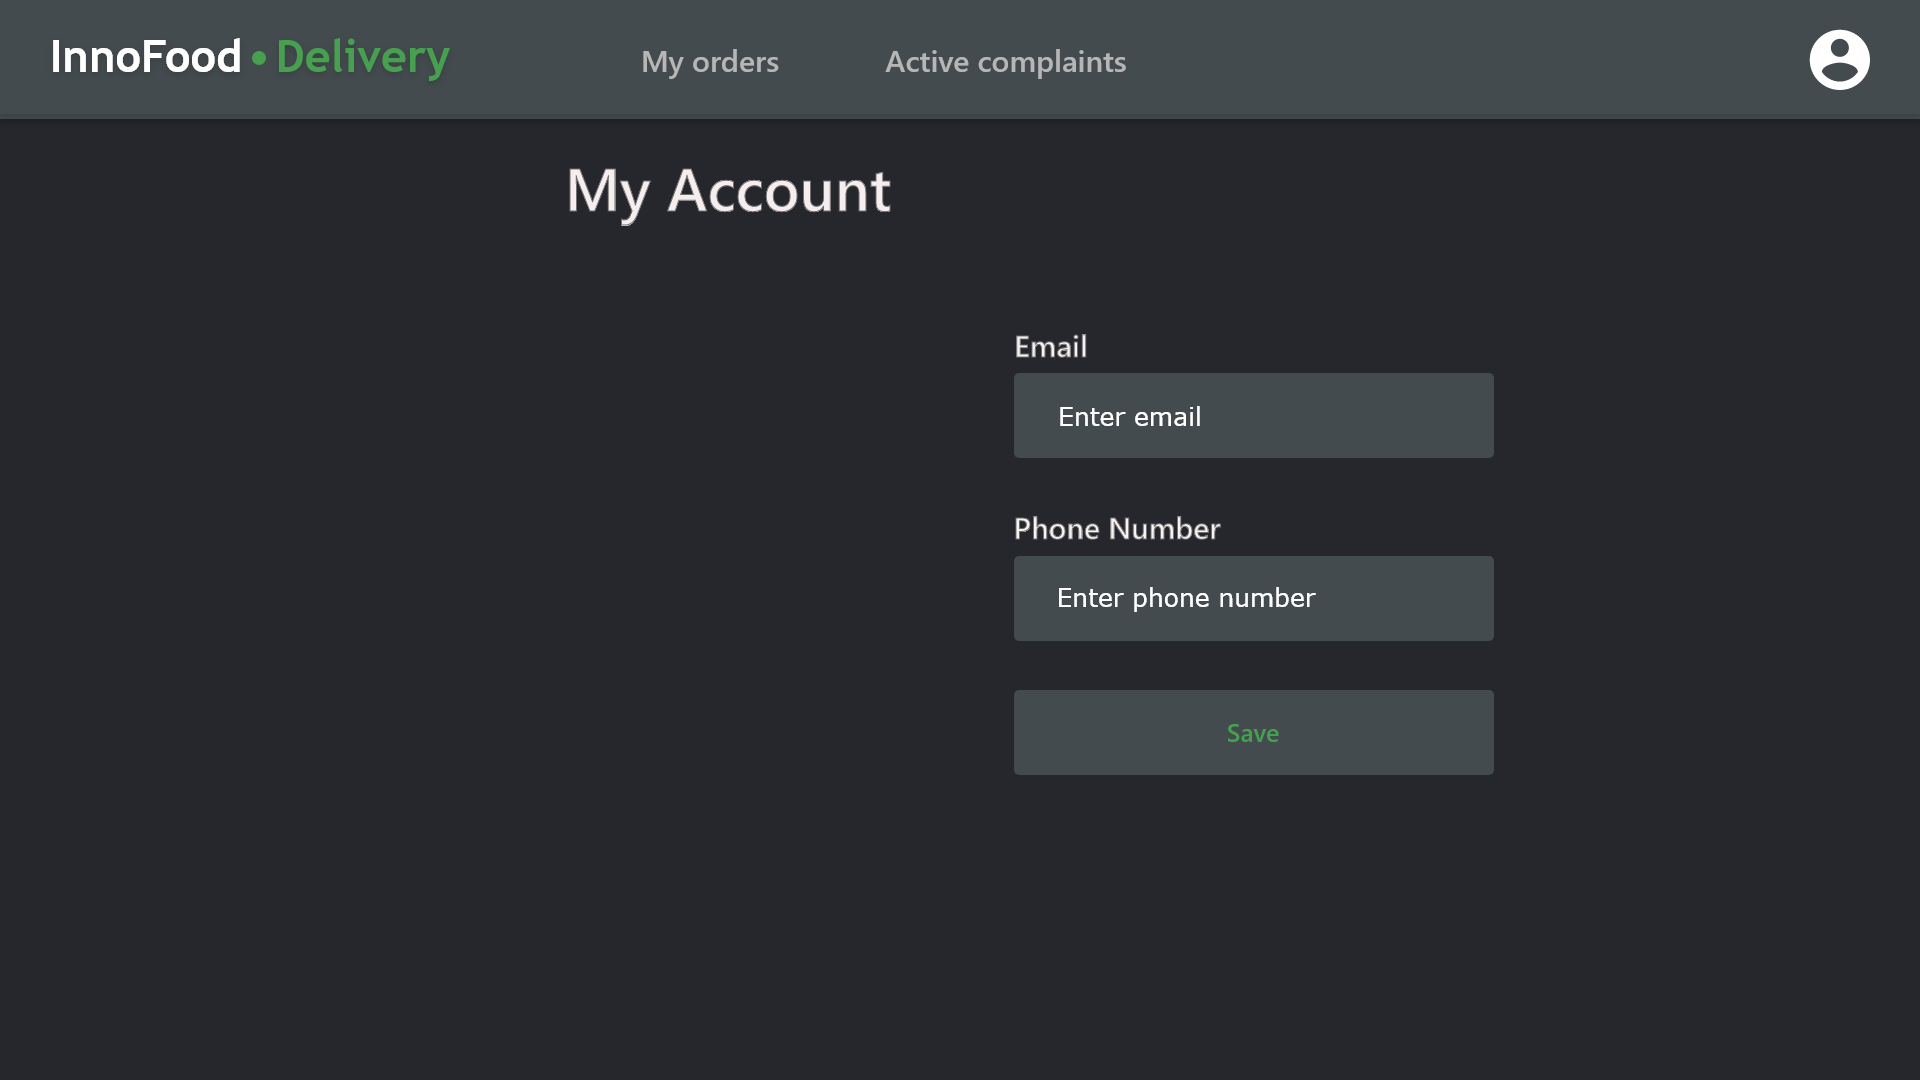 InnoFood • Delivery
My orders
Active complaints
My Account
Email
Enter email
Phone Number
Enter phone number
Save